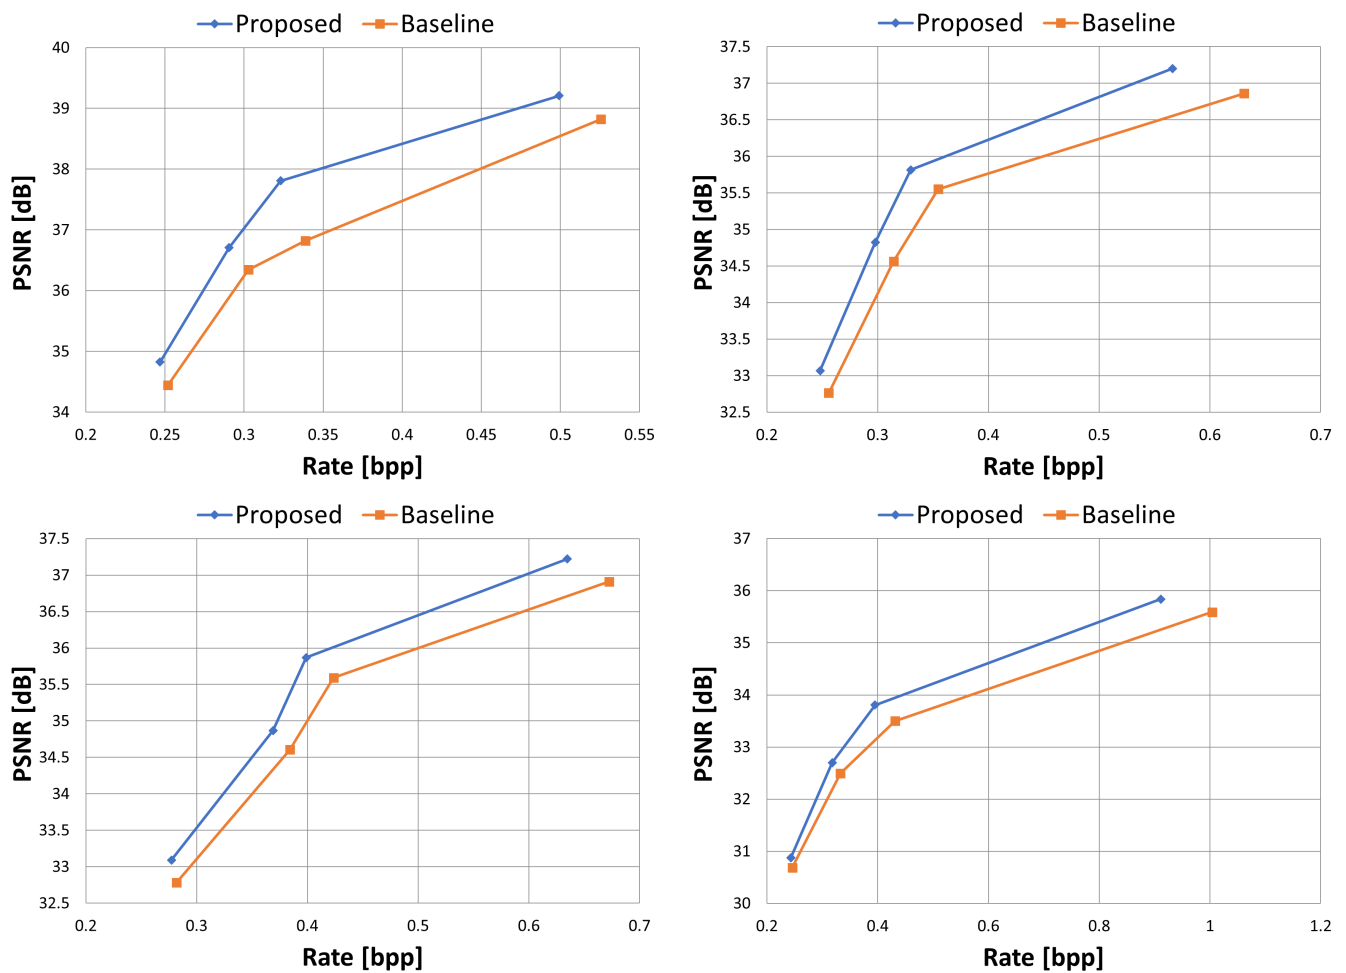 Proposed Baseline
40
39
38
37
36
35
34
PSNR [dB]
0.2 0.25 0.3 0.35 0.4 0.45 0.5 0.55
Rate [bpp]
Proposed Baseline
37.5
37
36.5
36
35.5
35
34.5
34
33.5
33
32.5
PSNR [dB]
0.2 0.3 0.4 0.5 0.6 0.7
Rate [bpp]
Proposed Baseline
37.5
37
36.5
36
35.5
35
34.5
34
33.5
33
32.5
PSNR [dB]
0.2 0.3 0.4 0.5 0.6 0.7
Rate [bpp]
Proposed Baseline
37
36
35
34
33
32
31
30
PSNR [dB]
0.2 0.4 0.6 0.8 1 1.2
Rate [bpp]